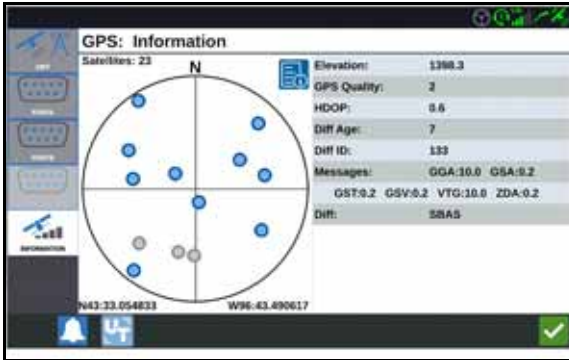 GPS: Information
Satellites: 23
N
Elevation: 1398.3
GPS Quality: 2
HDOP: 0.6
Diff Age: 7
Diff ID: 133
Messages: GGA:10.0 GSA:0.2
GST:0.2 GSV:0.2 VTG:10.0 ZDA:0.2
Diff: SBAS
INFORMATION
N43:33.054833 W96:43.490617
UT